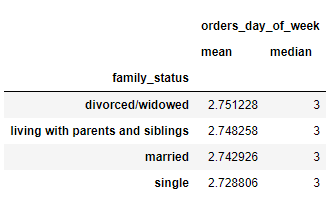 orders_day_of_week
mean median
family_status
divorced/widowed 2.751228 3
living with parents and siblings 2.748258 3
married 2.742926 3
single 2.728806 3